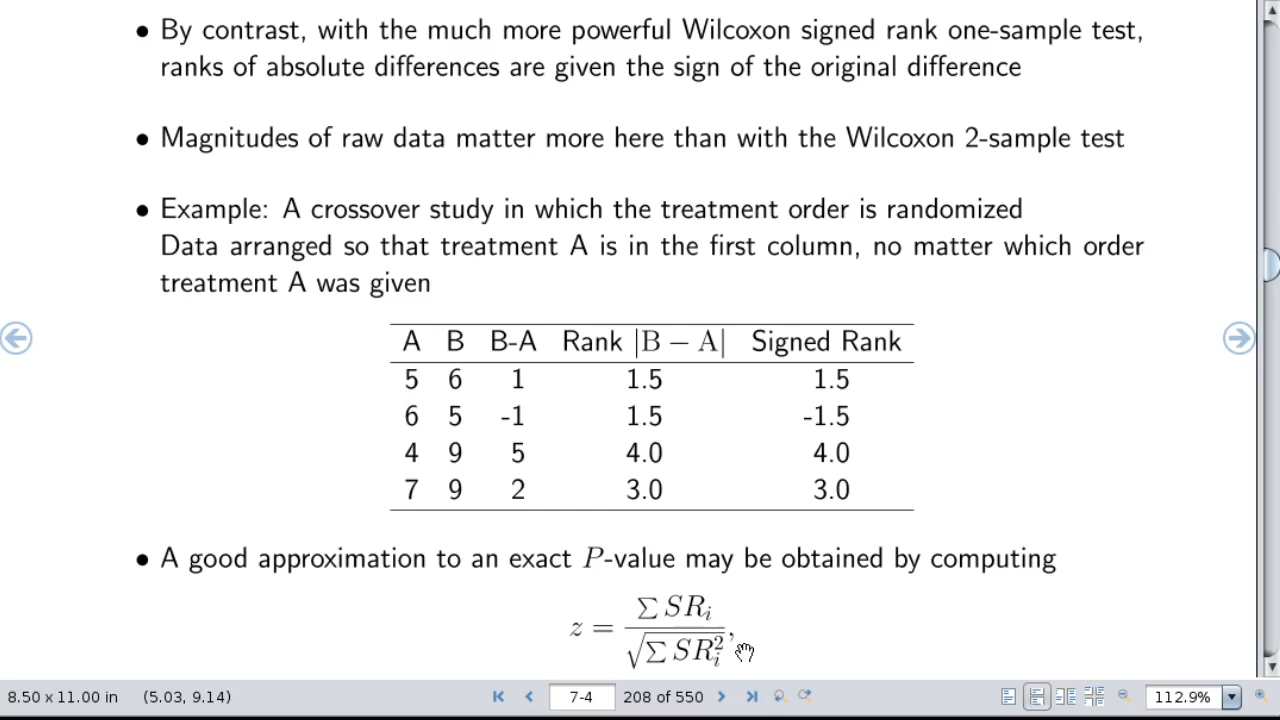 • By contrast, with the much more powerful Wilcoxon signed rank one-sample test,
ranks of absolute differences are given the sign of the original difference
• Magnitudes of raw data matter more here than with the Wilcoxon 2-sample test
• Example: A crossover study in which the treatment order is randomized
Data arranged so that treatment A is in the first column, no matter which order
treatment A was given
A B B-A Rank |B − A| Signed Rank
5 6 1 1.5 1.5
6 5 -1 1.5 -1.5
4 9 5 4.0 4.0
7 9 2 3.0 3.0
• A good approximation to an exact P-value may be obtained by computing
z = ∑ SRi / √∑ SRi², 
8.50 x 11.00 in (5.03, 9.14) 7-4 208 of 550 112.9%